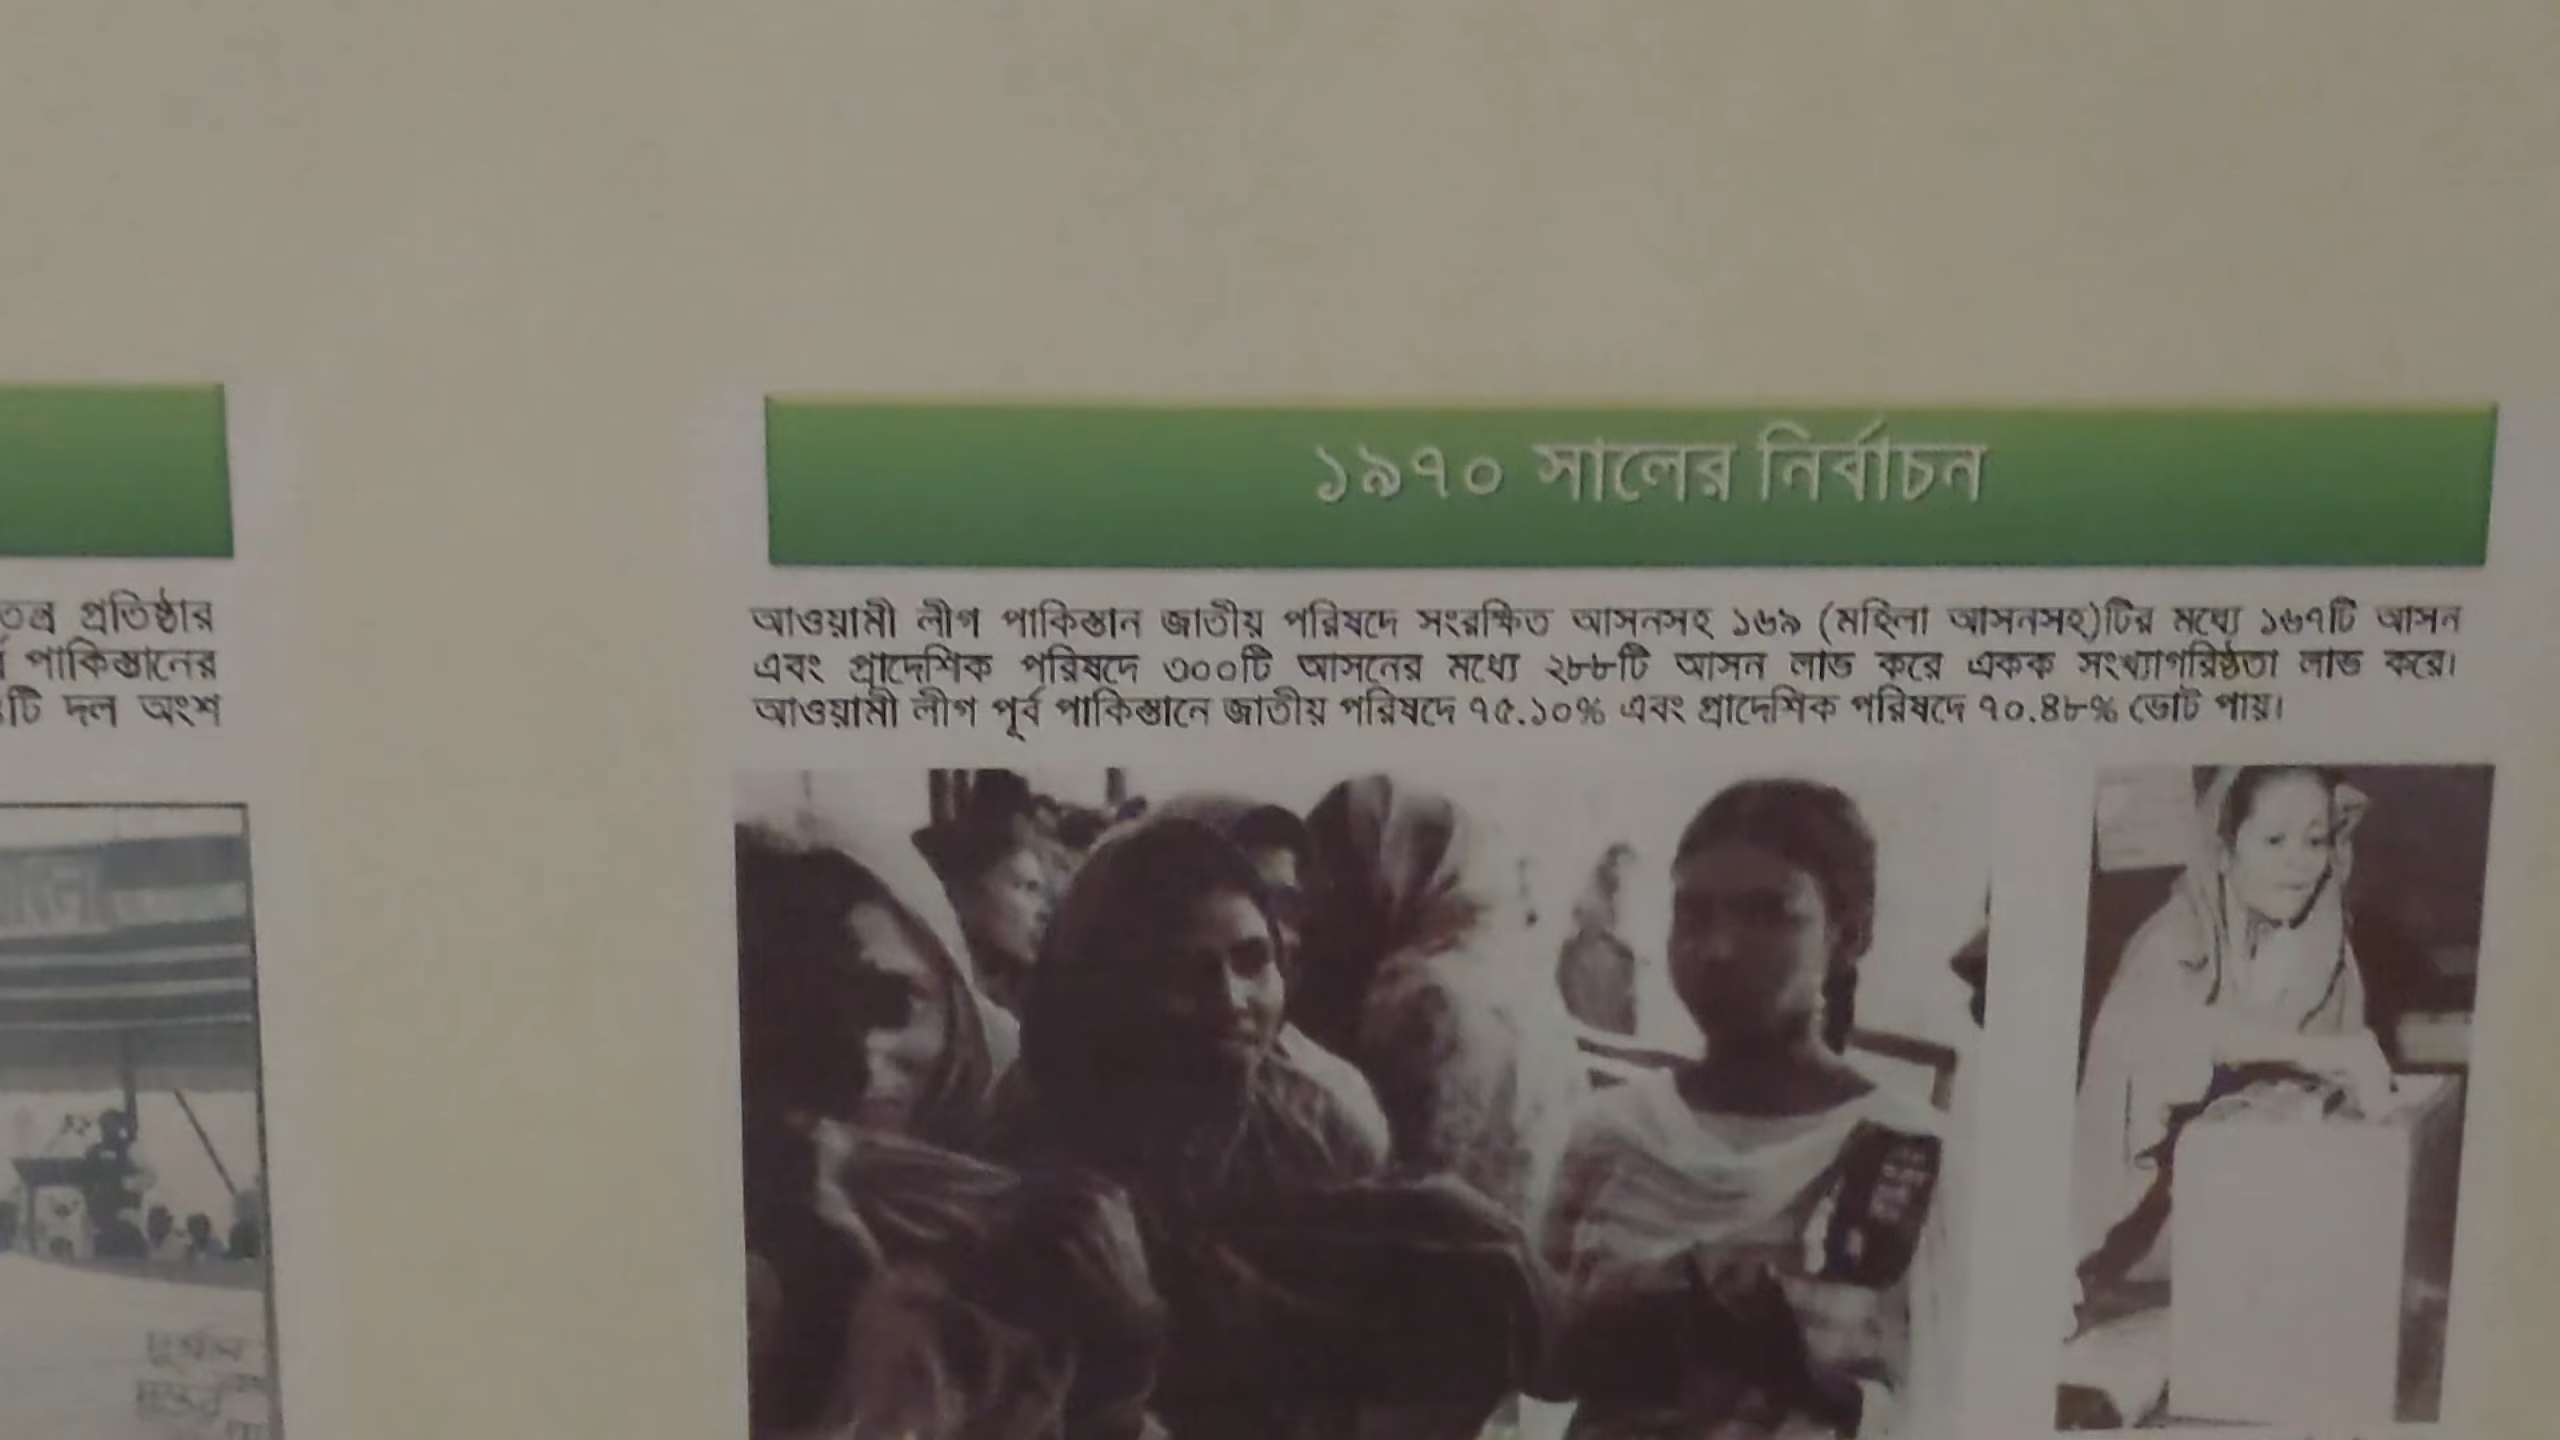 ১৯৭০ সালের নির্বাচন
প্রতিষ্ঠার
পাকিস্তানের
টি দল অংশ
আওয়ামী লীগ পাকিস্তান জাতীয় পরিষদে সংরক্ষিত আসনসহ ১৬৯ (মহিলা আসনসহ)টির মধ্যে ১৬৭টি আসন
এবং প্রাদেশিক পরিষদে ৩০০টি আসনের মধ্যে ২৮৮টি আসন লাভ করে একক সংখ্যাগরিষ্ঠতা লাভ করে।
আওয়ামী লীগ পূর্ব পাকিস্তানে জাতীয় পরিষদে ৭৫.১০% এবং প্রাদেশিক পরিষদে ৭০.৪৮% ভোট পায়।